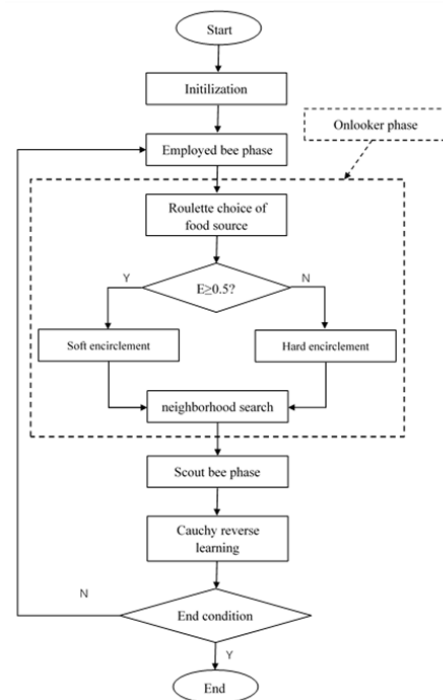 Start
Initilization
Onlooker phase
Employed bee phase
Roulette choice of
food source
Y
N
E≥0.5?
Soft encirclement
Hard encirclement
neighborhood search
Scout bee phase
Cauchy reverse
learning
N
End condition
Y
End